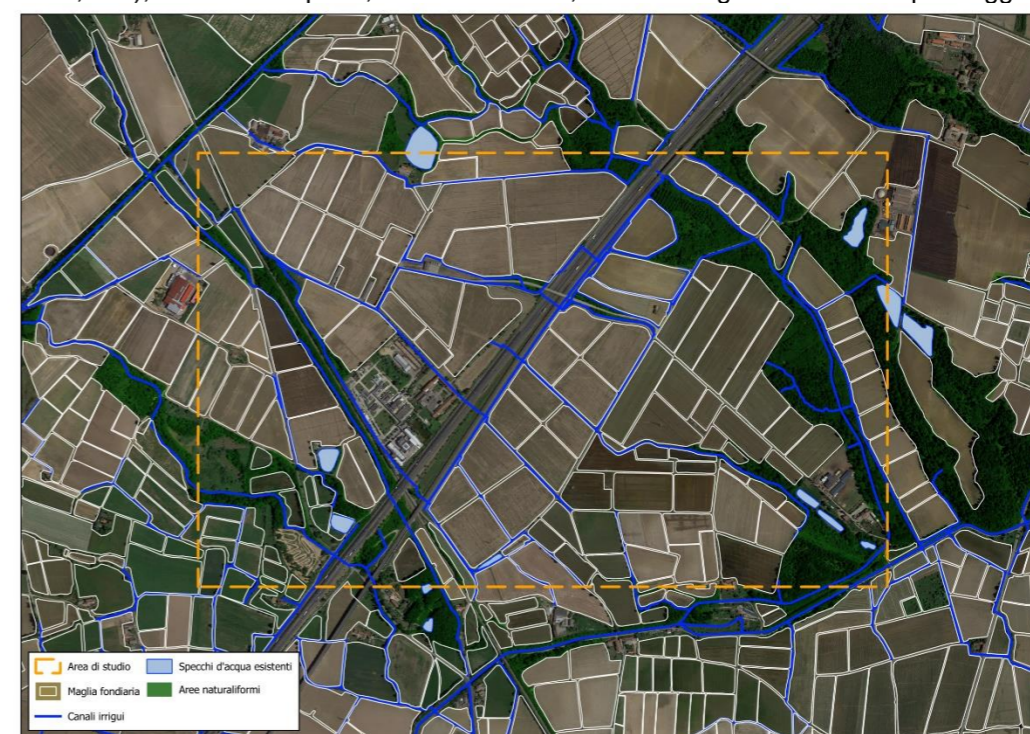 Area di studio
Specchi d'acqua esistenti
Maglia fondiaria
Aree naturaliformi
Canali irrigui